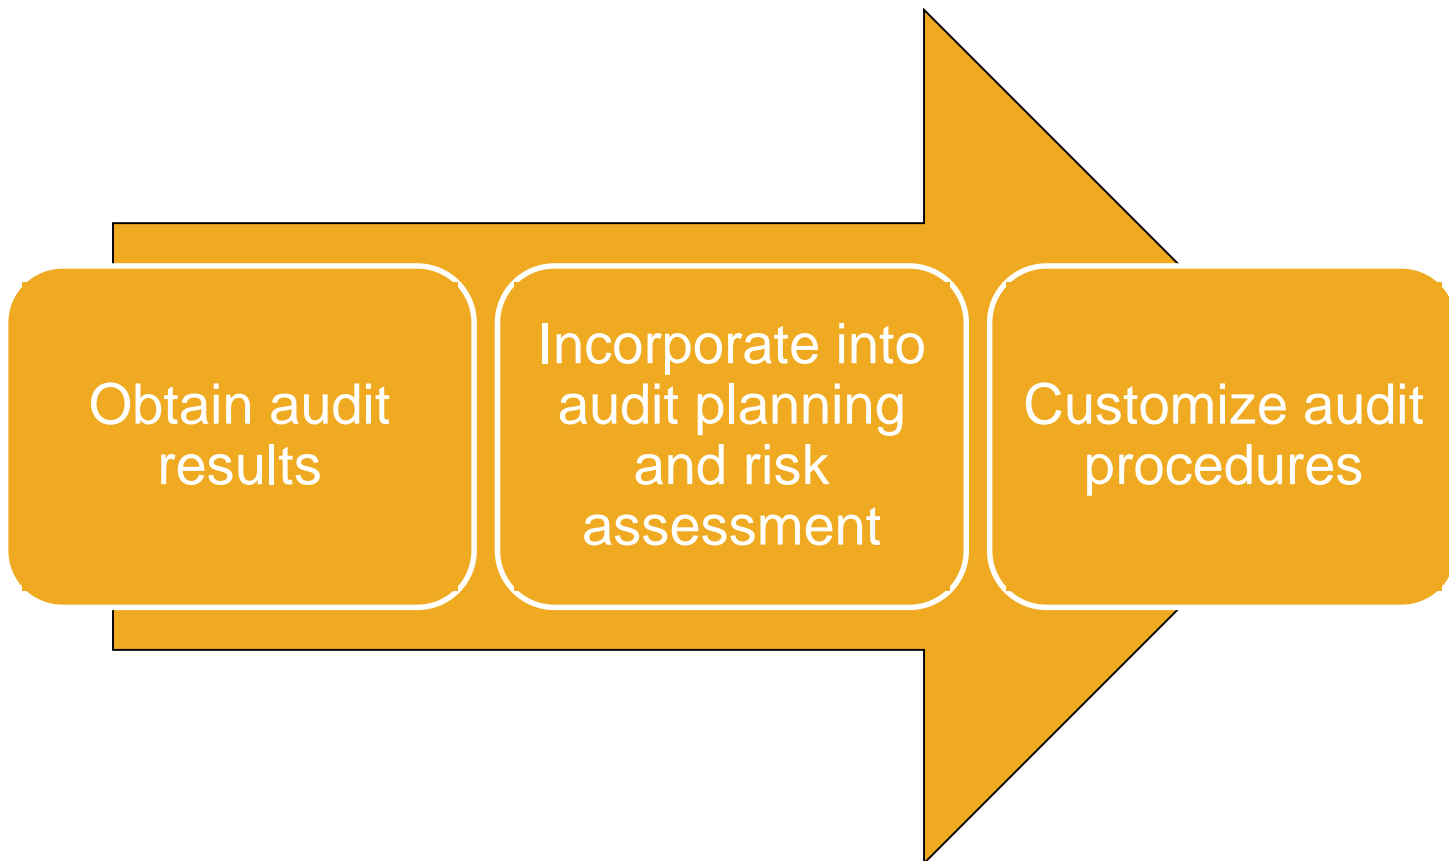 Obtain audit
results
Incorporate into
audit planning
and risk
assessment
Customize audit
procedures